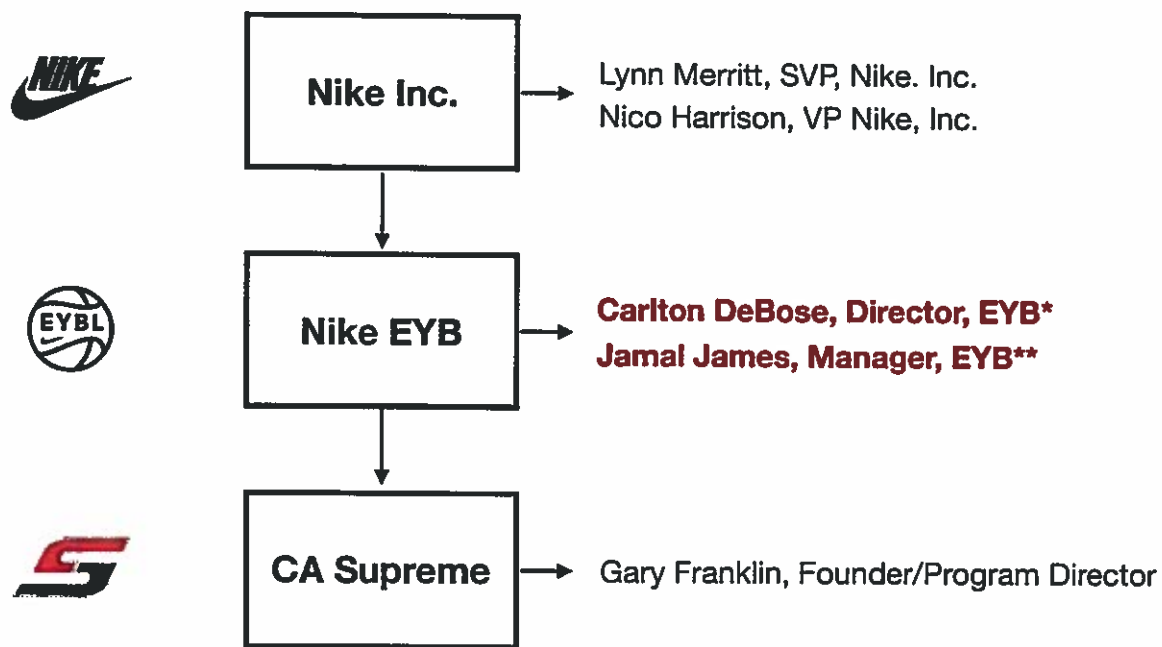 NIKE
Nike Inc.
Lynn Merritt, SVP, Nike. Inc.
Nico Harrison, VP Nike, Inc.
EYBL
Nike EYB
Carlton DeBose, Director, EYB*
Jamal James, Manager, EYB**
CA Supreme
Gary Franklin, Founder/Program Director